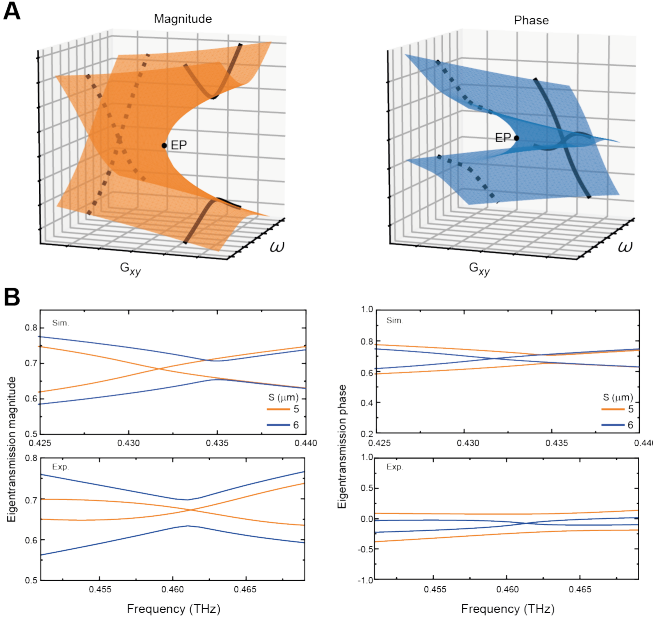 A
Magnitude
Phase
EP
EP
Gxy
ω
Gxy
ω
B
Eigentransmission magnitude
Eigentransmission phase
Sim.
0.8
0.7
0.6
0.5
0.425 0.430 0.435 0.440
S (μm)
5
6
Sim
1.0
0.8
0.6
0.4
0.2
0.425 0.430 0.435 0.440
S (μm)
5
6
Exp.
0.8
0.7
0.6
0.5
0.455 0.460 0.465
Frequency (THz)
Exp.
1.0
0.5
0.0
-0.5
-1.0
0.455 0.460 0.465
Frequency (THz)